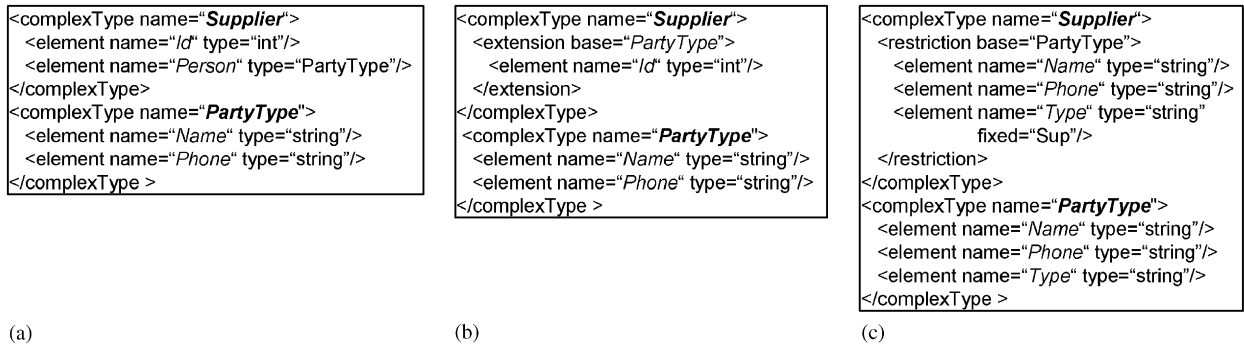 <complexType name=“Supplier“>
<element name=“Id“ type=“int”/>
<element name=“Person“ type=“PartyType”/>
</complexType>
<complexType name=“PartyType">
<element name=“Name“ type=“string”/>
<element name=“Phone“ type=“string”/>
</complexType >
(a)
<complexType name=“Supplier“>
<extension base=“PartyType”>
<element name=“Id“ type=“int”/>
</extension>
</complexType>
<complexType name=“PartyType">
<element name=“Name“ type=“string”/>
<element name=“Phone“ type=“string”/>
</complexType >
(b)
<complexType name=“Supplier“>
<restriction base=“PartyType”>
<element name=“Name“ type=“string”/>
<element name=“Phone“ type=“string”/>
<element name=“Type“ type=“string”
fixed=“Sup”/>
</restriction>
</complexType>
<complexType name=“PartyType">
<element name=“Name“ type=“string”/>
<element name=“Phone“ type=“string”/>
<element name=“Type“ type=“string”/>
</complexType >
(c)